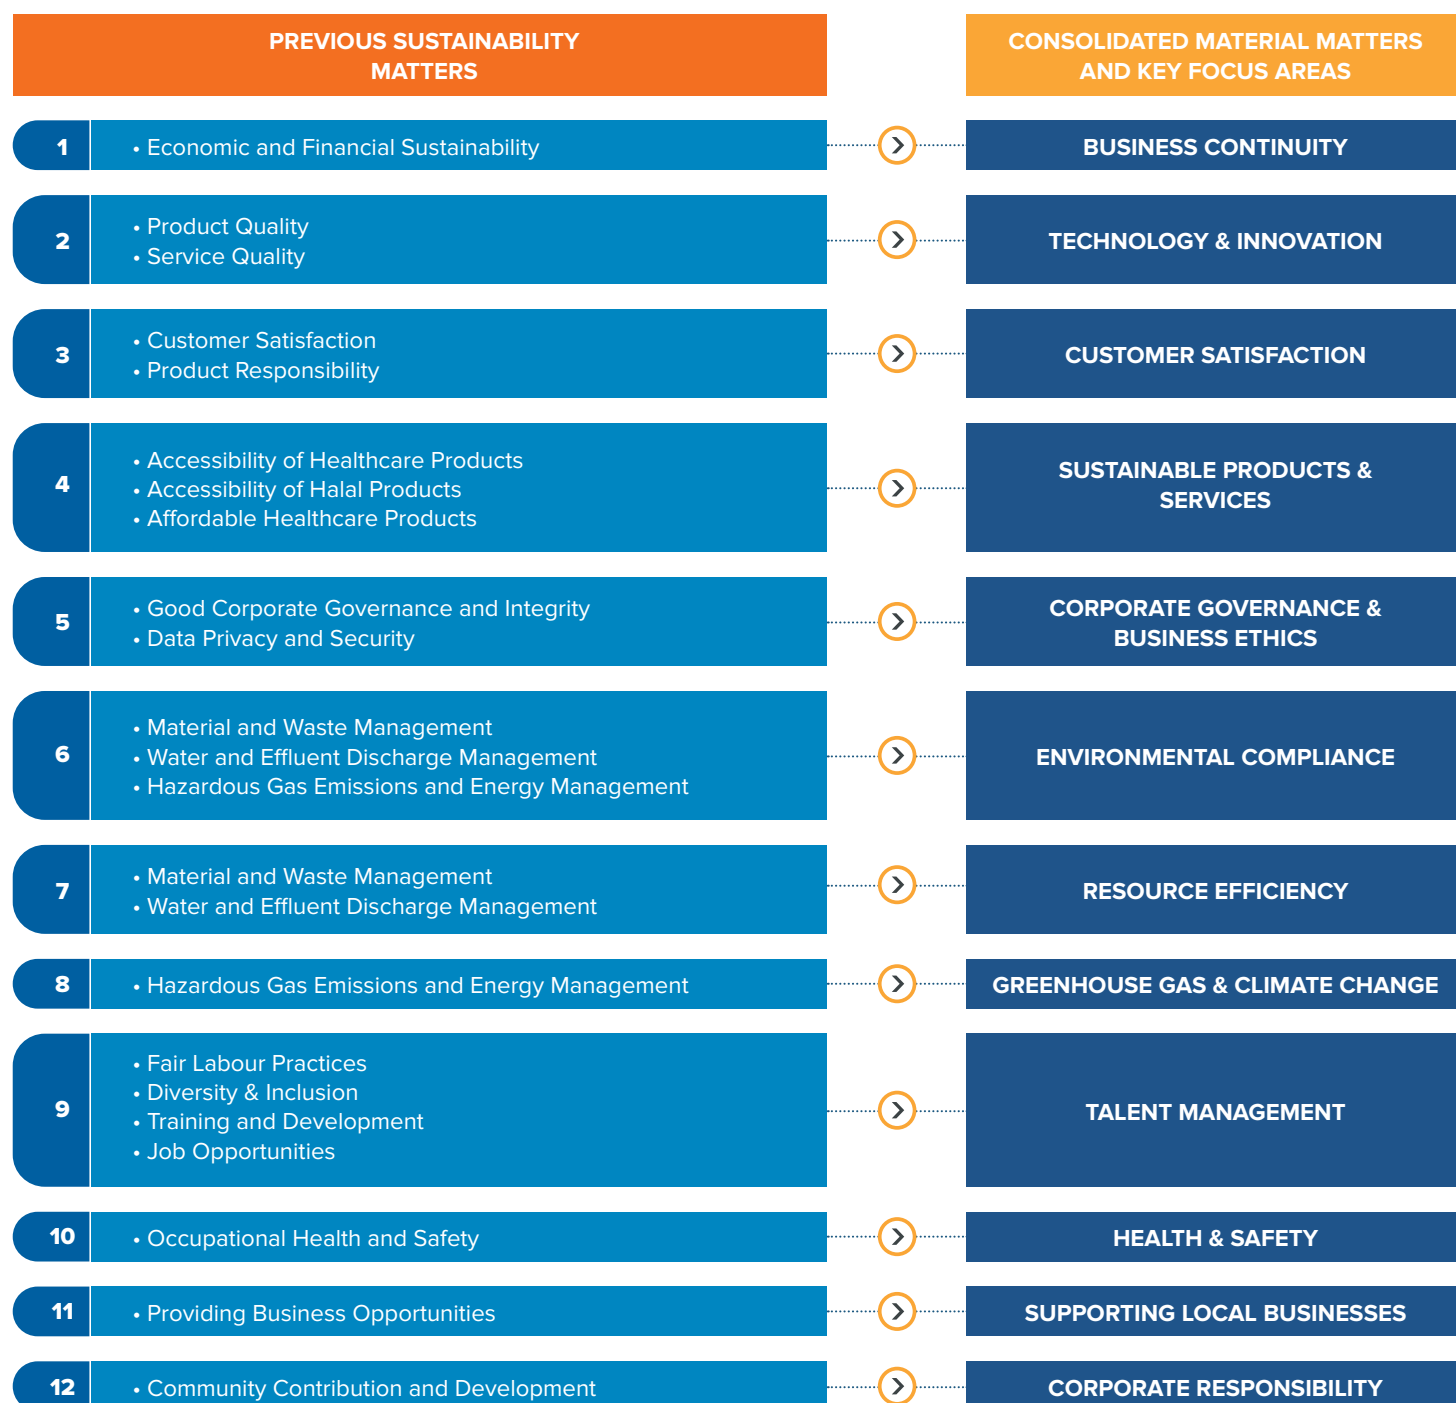 PREVIOUS SUSTAINABILITY
MATTERS
CONSOLIDATED MATERIAL MATTERS
AND KEY FOCUS AREAS
1
• Economic and Financial Sustainability
BUSINESS CONTINUITY
2
• Product Quality
• Service Quality
TECHNOLOGY & INNOVATION
3
• Customer Satisfaction
• Product Responsibility
CUSTOMER SATISFACTION
4
• Accessibility of Healthcare Products
• Accessibility of Halal Products
• Affordable Healthcare Products
SUSTAINABLE PRODUCTS &
SERVICES
5
• Good Corporate Governance and Integrity
• Data Privacy and Security
CORPORATE GOVERNANCE &
BUSINESS ETHICS
6
• Material and Waste Management
• Water and Effluent Discharge Management
• Hazardous Gas Emissions and Energy Management
ENVIRONMENTAL COMPLIANCE
7
• Material and Waste Management
• Water and Effluent Discharge Management
RESOURCE EFFICIENCY
8
• Hazardous Gas Emissions and Energy Management
GREENHOUSE GAS & CLIMATE CHANGE
9
• Fair Labour Practices
• Diversity & Inclusion
• Training and Development
• Job Opportunities
TALENT MANAGEMENT
10
• Occupational Health and Safety
HEALTH & SAFETY
11
• Providing Business Opportunities
SUPPORTING LOCAL BUSINESSES
12
• Community Contribution and Development
CORPORATE RESPONSIBILITY